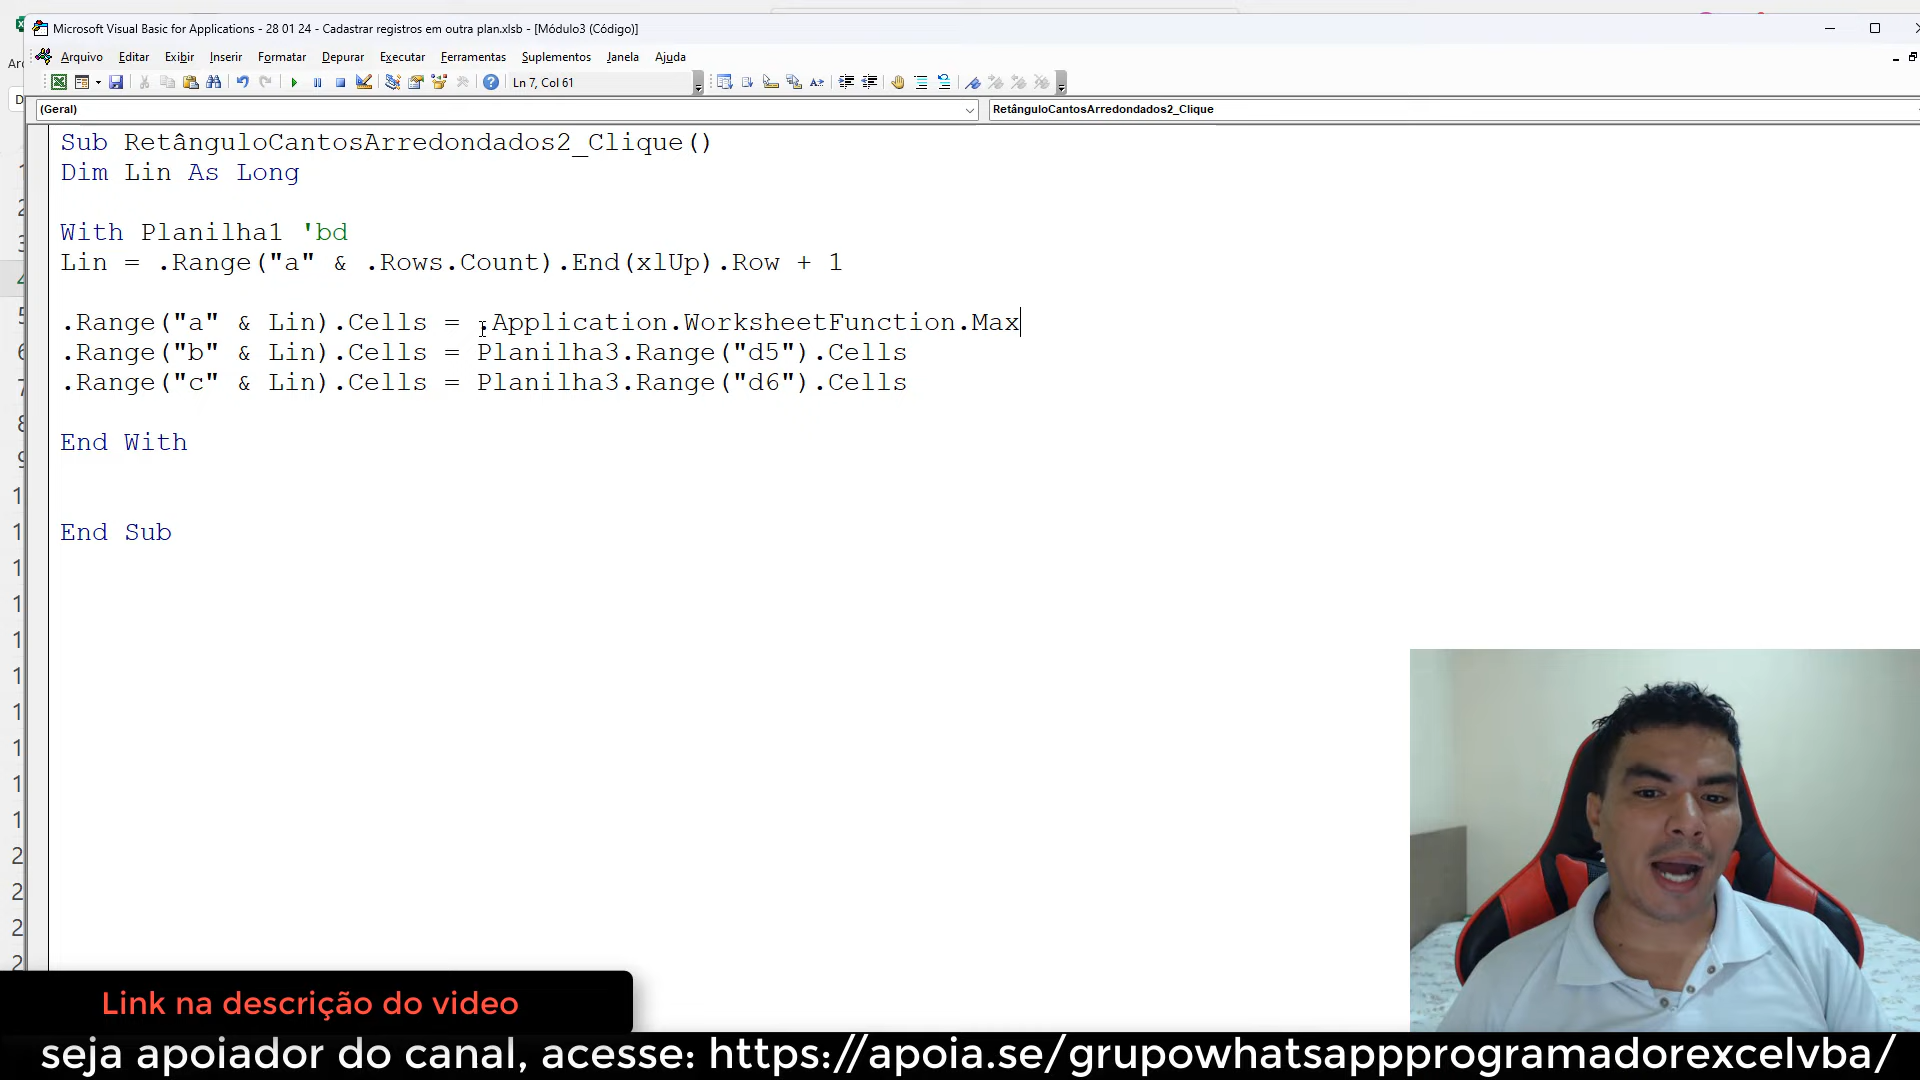 Microsoft Visual Basic for Applications - 28 01 24 - Cadastrar registros em outra plan.xlsb - [Módulo3 (Código)]
Arquivo Editar Exibir Inserir Formatar Depurar Executar Ferramentas Suplementos Janela Ajuda
Ln 7, Col 61
(Geral) RetânguloCantosArredondados2_Clique
Sub RetânguloCantosArredondados2_Clique()
Dim Lin As Long
With Planilha1 'bd
Lin = .Range("a" & .Rows.Count).End(xlUp).Row + 1
.Range("a" & Lin).Cells = .Application.WorksheetFunction.Max
.Range("b" & Lin).Cells = Planilha3.Range("d5").Cells
.Range("c" & Lin).Cells = Planilha3.Range("d6").Cells
End With
End Sub
Link na descrição do video
seja apoiador do canal, acesse: https://apoia.se/grupowhatsappprogramadorexcelvba/